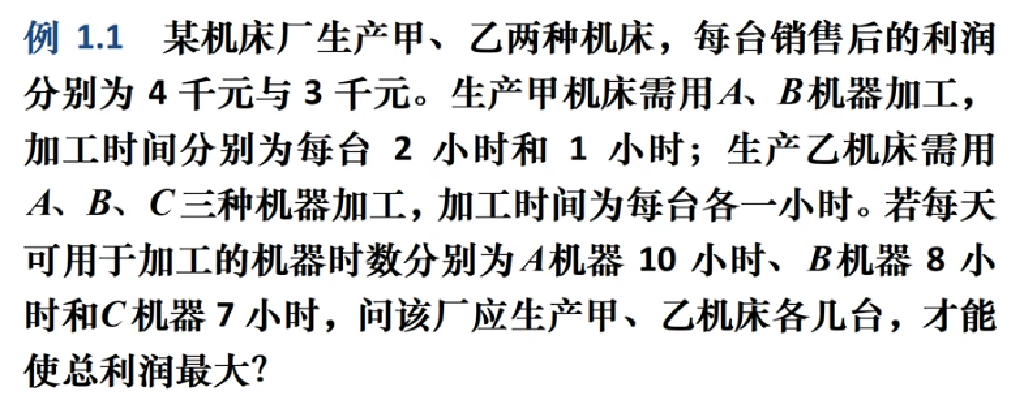 例 1.1 某机床厂生产甲、乙两种机床，每台销售后的利润
分别为 4 千元与 3 千元。生产甲机床需用A、B机器加工，
加工时间分别为每台 2 小时和 1 小时；生产乙机床需用
A、B、C三种机器加工，加工时间为每台各一小时。若每天
可用于加工的机器时数分别为A机器 10 小时、B机器 8 小
时和C机器 7 小时，问该厂应生产甲、乙机床各几台，才能
使总利润最大？